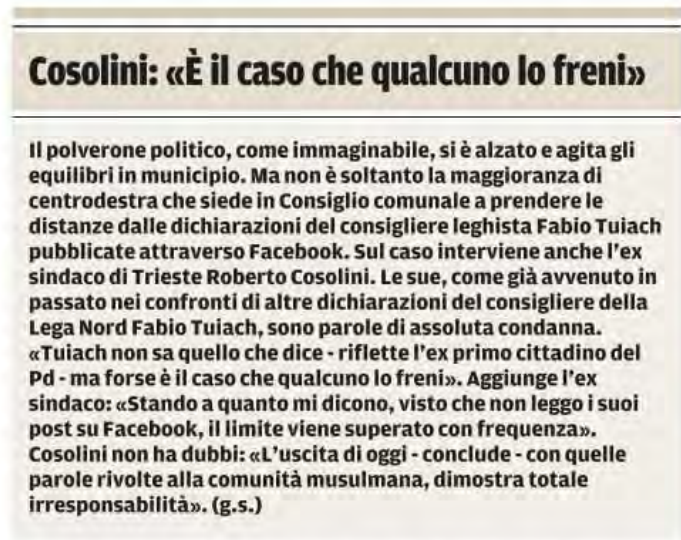 Cosolini: «È il caso che qualcuno lo freni»
Il polverone politico, come immaginabile, si è alzato e agita gli
equilibri in municipio. Ma non è soltanto la maggioranza di
centrodestra che siede in Consiglio comunale a prendere le
distanze dalle dichiarazioni del consigliere leghista Fabio Tuiach
pubblicate attraverso Facebook. Sul caso interviene anche l'ex
sindaco di Trieste Roberto Cosolini. Le sue, come già avvenuto in
passato nei confronti di altre dichiarazioni del consigliere della
Lega Nord Fabio Tuiach, sono parole di assoluta condanna.
«Tuiach non sa quello che dice - riflette l'ex primo cittadino del
Pd - ma forse è il caso che qualcuno lo freni». Aggiunge l'ex
sindaco: «Stando a quanto mi dicono, visto che non leggo i suoi
post su Facebook, il limite viene superato con frequenza».
Cosolini non ha dubbi: «L'uscita di oggi - conclude - con quelle
parole rivolte alla comunità musulmana, dimostra totale
irresponsabilità». (g.s.)